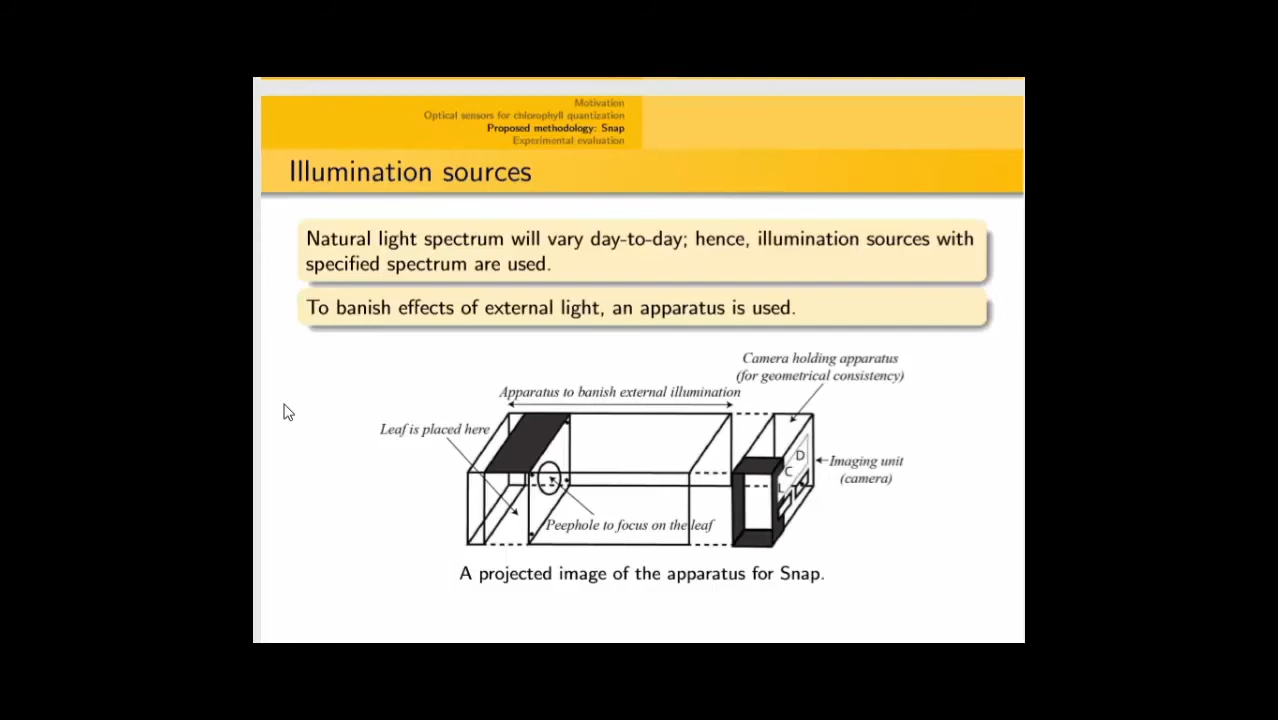 Motivation
Optical sensors for chlorophyll quantization
Proposed methodology: Snap
Experimental evaluation
Illumination sources
Natural light spectrum will vary day-to-day; hence, illumination sources with
specified spectrum are used.
To banish effects of external light, an apparatus is used.
Camera holding apparatus
(for geometrical consistency)
Apparatus to banish external illumination
Leaf is placed here
L C D
Imaging unit
(camera)
Peephole to focus on the leaf
A projected image of the apparatus for Snap.